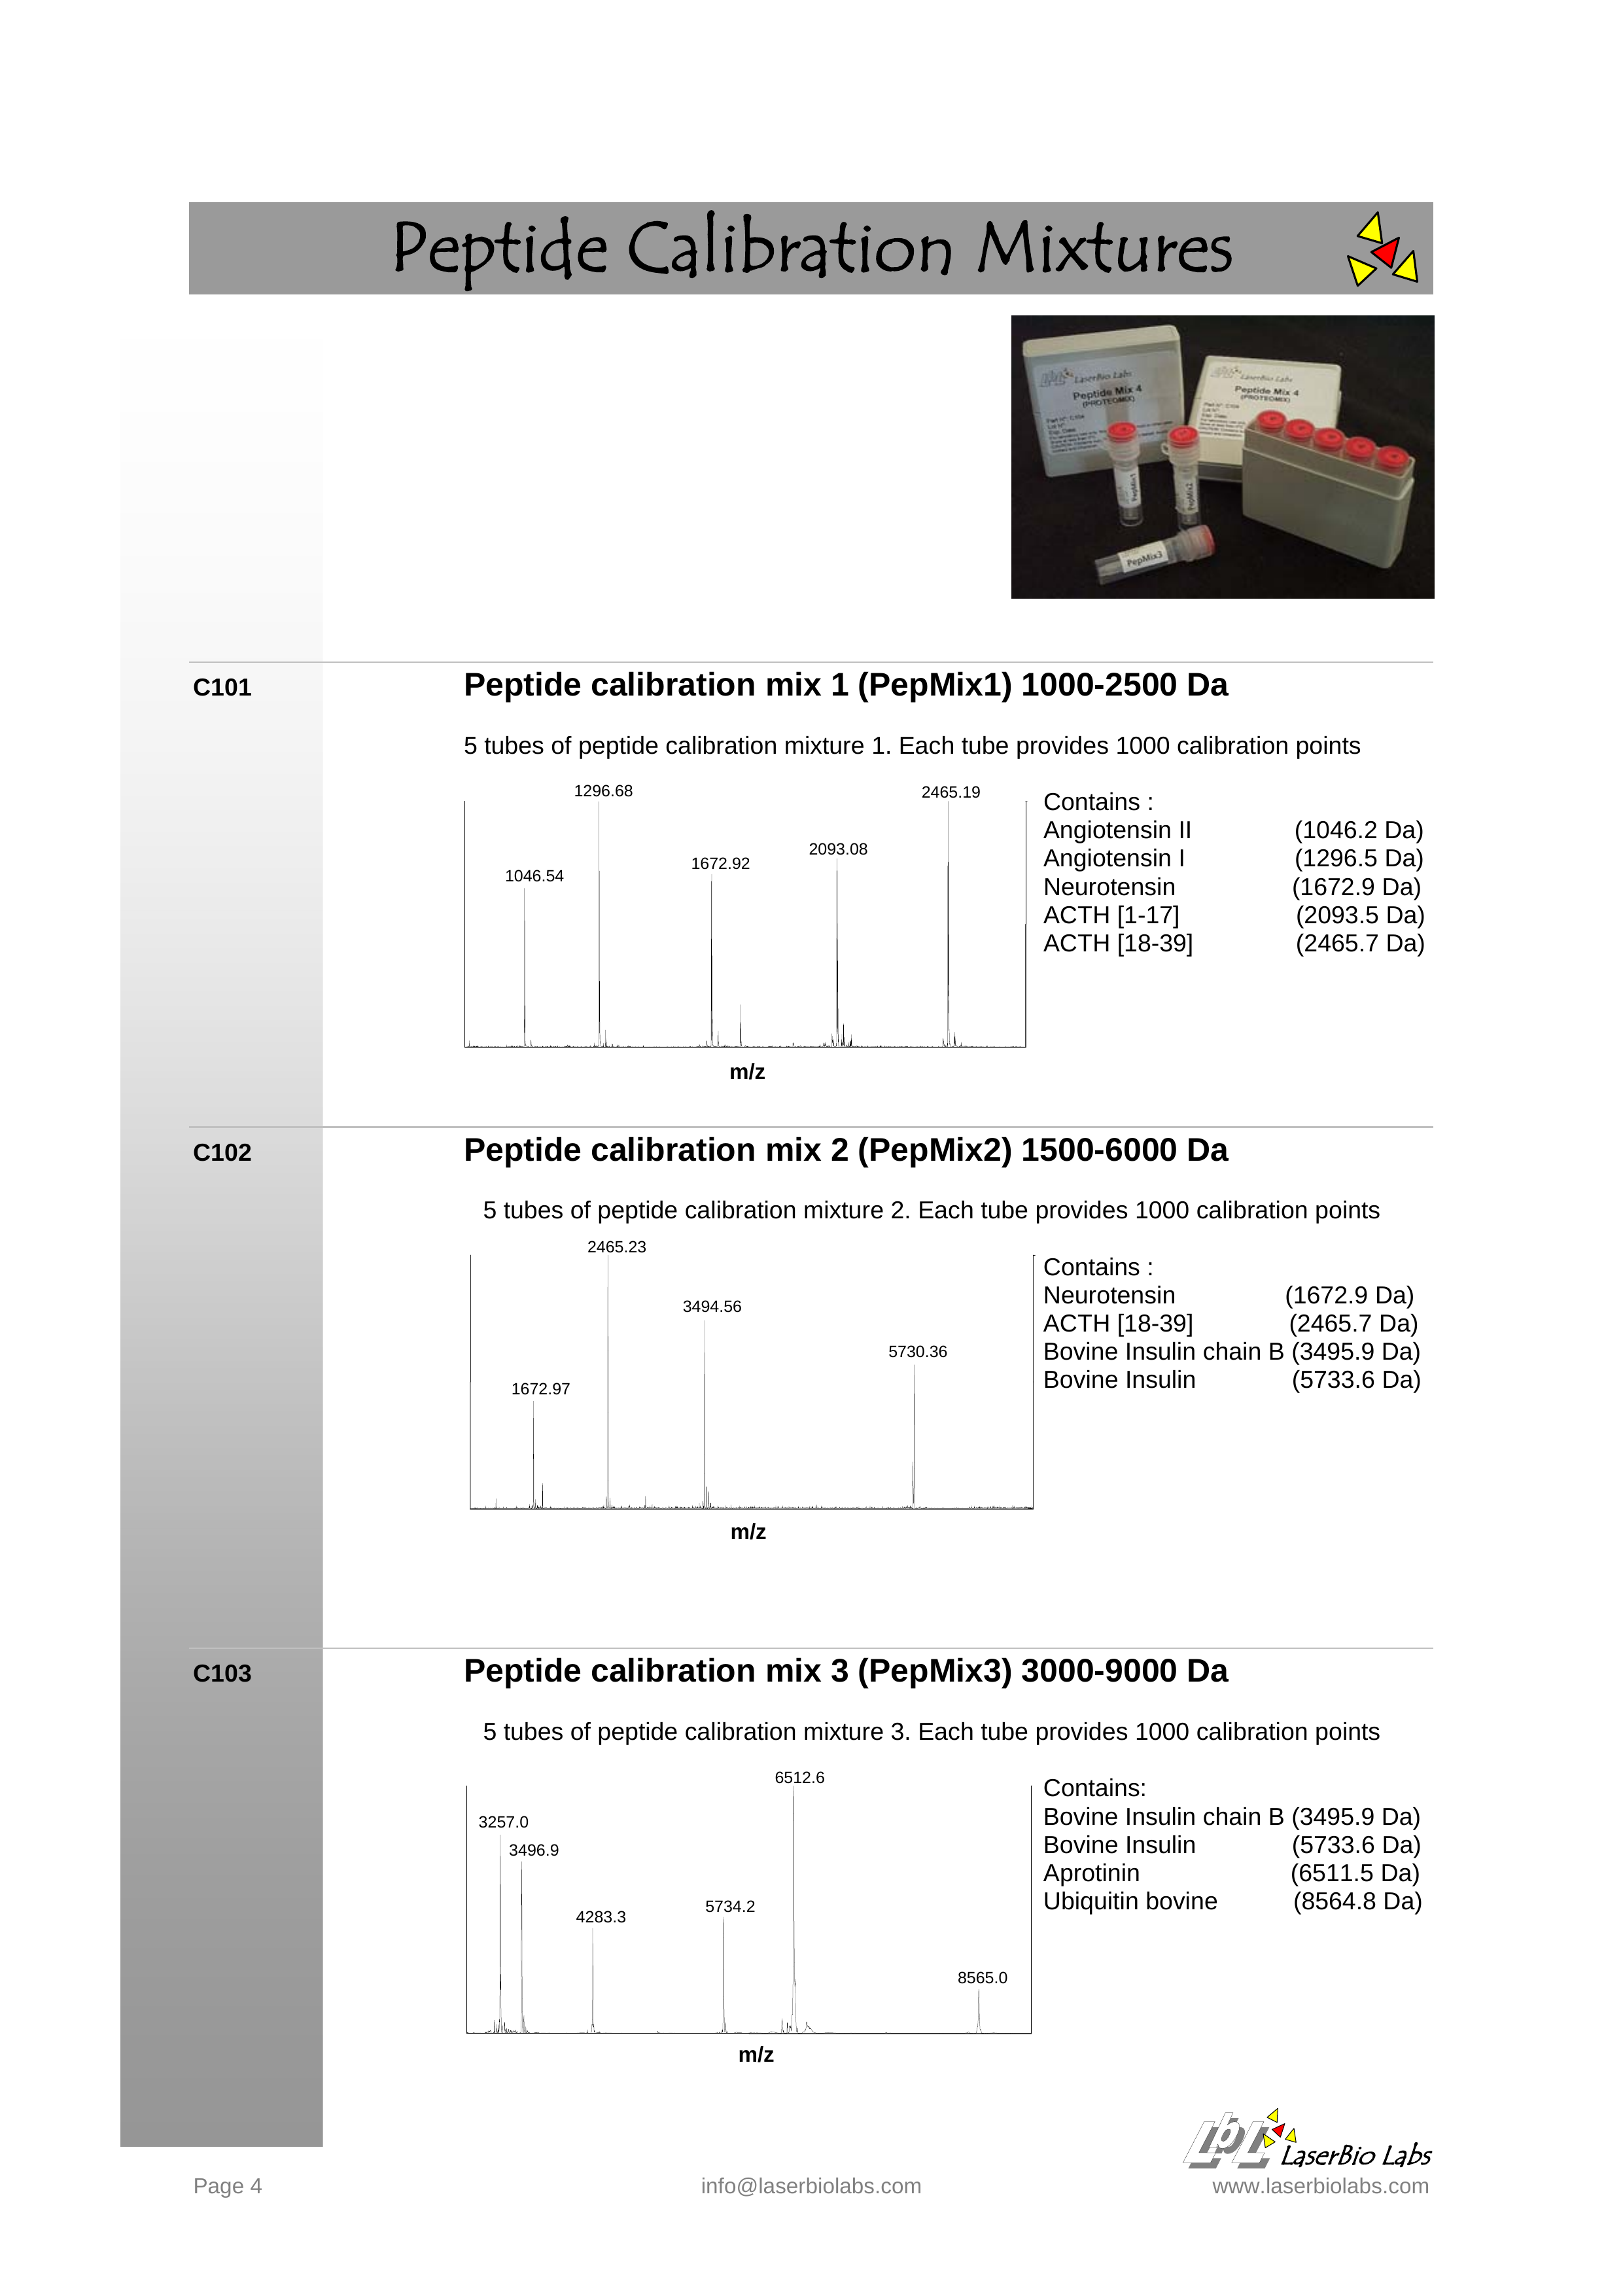 Peptide Calibration Mixtures
LaserBio Labs
Peptide Mix 4
(PROTEOMIX)
LaserBio Labs
Peptide Mix 4
(PROTEOMIX)
PepMix1
PepMix2
PepMix3
C101
Peptide calibration mix 1 (PepMix1) 1000-2500 Da
5 tubes of peptide calibration mixture 1. Each tube provides 1000 calibration points
1296.68
2465.19
2093.08
1672.92
1046.54
m/z
Contains :
Angiotensin II (1046.2 Da)
Angiotensin I (1296.5 Da)
Neurotensin (1672.9 Da)
ACTH [1-17] (2093.5 Da)
ACTH [18-39] (2465.7 Da)
C102
Peptide calibration mix 2 (PepMix2) 1500-6000 Da
5 tubes of peptide calibration mixture 2. Each tube provides 1000 calibration points
2465.23
3494.56
5730.36
1672.97
m/z
Contains :
Neurotensin (1672.9 Da)
ACTH [18-39] (2465.7 Da)
Bovine Insulin chain B (3495.9 Da)
Bovine Insulin (5733.6 Da)
C103
Peptide calibration mix 3 (PepMix3) 3000-9000 Da
5 tubes of peptide calibration mixture 3. Each tube provides 1000 calibration points
6512.6
3257.0
3496.9
5734.2
4283.3
8565.0
m/z
Contains:
Bovine Insulin chain B (3495.9 Da)
Bovine Insulin (5733.6 Da)
Aprotinin (6511.5 Da)
Ubiquitin bovine (8564.8 Da)
LbL LaserBio Labs
Page 4 info@laserbiolabs.com www.laserbiolabs.com